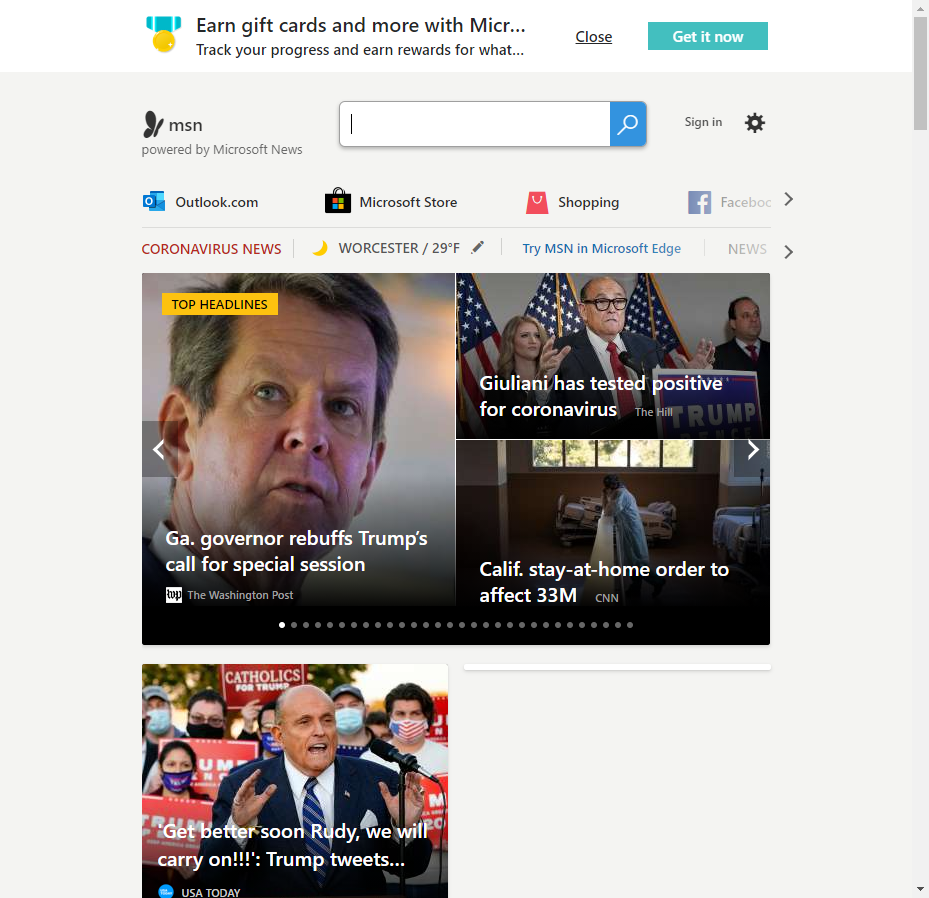 Earn gift cards and more with Micr...
Track your progress and earn rewards for what...
Close
Get it now
msn
powered by Microsoft News
Sign in
Outlook.com
Microsoft Store
Shopping
Faceboc
CORONAVIRUS NEWS
WORCESTER / 29°F
Try MSN in Microsoft Edge
NEWS
TOP HEADLINES
Ga. governor rebuffs Trump's
call for special session
wp The Washington Post
Giuliani has tested positive
for coronavirus The Hill
TRUMP
Calif. stay-at-home order to
affect 33M CNN
CATHOLICS
FOR TRUMP
'Get better soon Rudy, we will
carry on!!!': Trump tweets...
USA TODAY